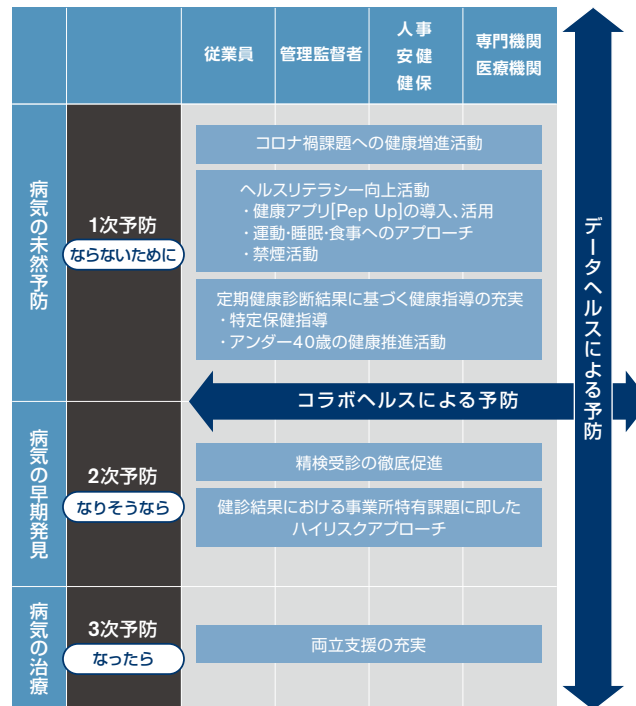 従業員
管理監督者
人事
安健
健保
専門機関
医療機関
病気の未然予防
1次予防
ならないために
コロナ禍課題への健康増進活動
ヘルスリテラシー向上活動
・健康アプリ[Pep Up]の導入、活用
・運動・睡眠・食事へのアプローチ
・禁煙活動
定期健康診断結果に基づく健康指導の充実
・特定保健指導
・アンダー40歳の健康推進活動
コラボヘルスによる予防
データヘルスによる予防
病気の早期発見
2次予防
なりそうなら
精検受診の徹底促進
健診結果における事業所特有課題に即した
ハイリスクアプローチ
病気の治療
3次予防
なったら
両立支援の充実